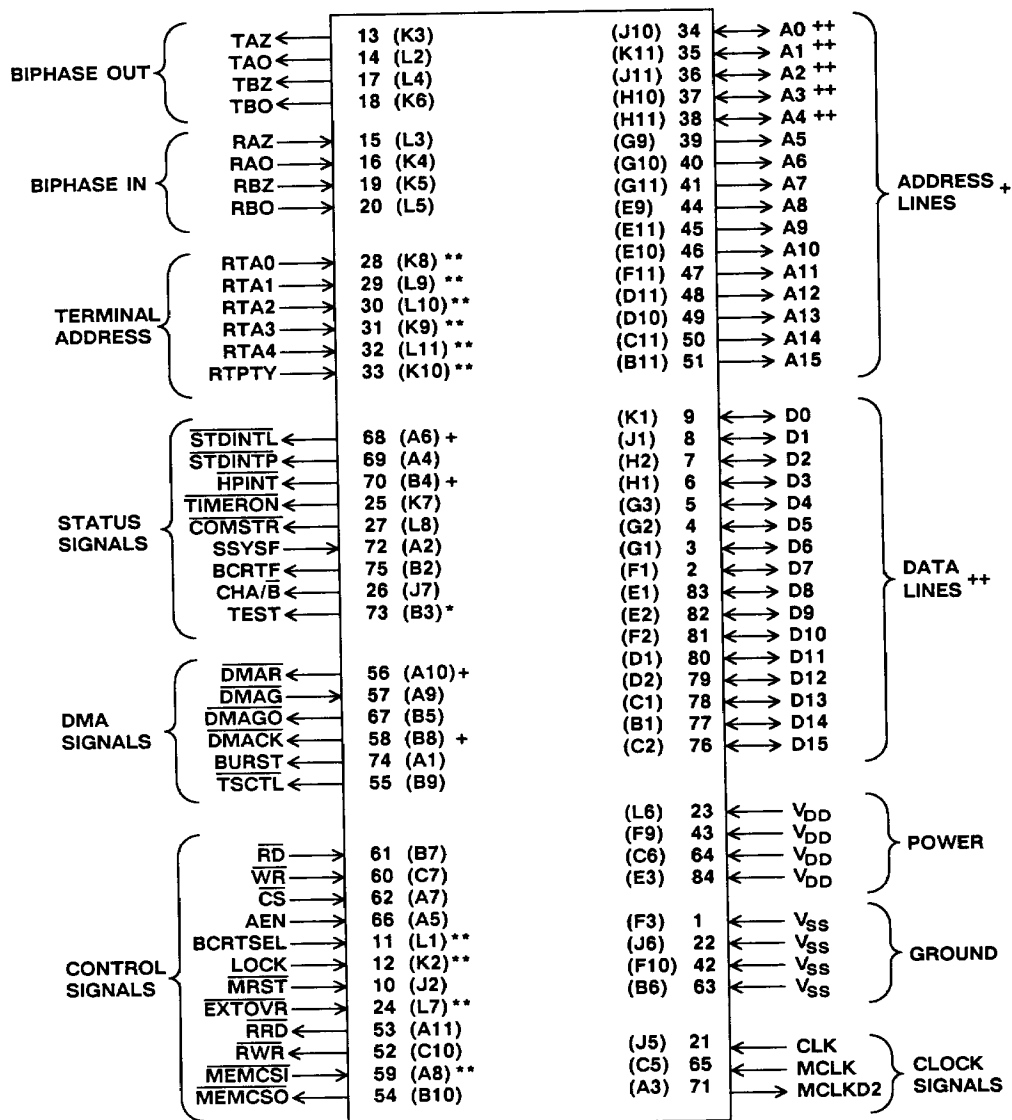 BIPHASE OUT
TAZ 13 (K3)
TAO 14 (L2)
TBZ 17 (L4)
TBO 18 (K6)
BIPHASE IN
RAZ 15 (L3)
RAO 16 (K4)
RBZ 19 (K5)
RBO 20 (L5)
TERMINAL
ADDRESS
RTA0 28 (K8) **
RTA1 29 (L9) **
RTA2 30 (L10) **
RTA3 31 (K9) **
RTA4 32 (L11) **
RTPTY 33 (K10) **
STATUS
SIGNALS
STDINTL 68 (A6) +
STDINTP 69 (A4)
HPINT 70 (B4) +
TIMERON 25 (K7)
COMSTR 27 (L8)
SSYSF 72 (A2)
BCRTF 75 (B2)
CHA/B 26 (J7)
TEST 73 (B3) *
DMA
SIGNALS
DMAR 56 (A10) +
DMAG 57 (A9)
DMAGO 67 (B5)
DMACK 58 (B8) +
BURST 74 (A1)
TSCTL 55 (B9)
CONTROL
SIGNALS
RD 61 (B7)
WR 60 (C7)
CS 62 (A7)
AEN 66 (A5)
BCRTSEL 11 (L1) **
LOCK 12 (K2) **
MRST 10 (J2)
EXTOVR 24 (L7) **
RRD 53 (A11)
RWR 52 (C10)
MEMCSI 59 (A8) **
MEMCSO 54 (B10)
(J10) 34 A0 ++
(K11) 35 A1 ++
(J11) 36 A2 ++
(H10) 37 A3 ++
(H11) 38 A4 ++
(G9) 39 A5
(G10) 40 A6
(G11) 41 A7
(E9) 44 A8
(E11) 45 A9
(E10) 46 A10
(F11) 47 A11
(D11) 48 A12
(D10) 49 A13
(C11) 50 A14
(B11) 51 A15
ADDRESS +
LINES
(K1) 9 D0
(J1) 8 D1
(H2) 7 D2
(H1) 6 D3
(G3) 5 D4
(G2) 4 D5
(G1) 3 D6
(F1) 2 D7
(E1) 83 D8
(E2) 82 D9
(F2) 81 D10
(D1) 80 D11
(D2) 79 D12
(C1) 78 D13
(B1) 77 D14
(C2) 76 D15
DATA
LINES ++
(L6) 23 VDD
(F9) 43 VDD
(C6) 64 VDD
(E3) 84 VDD
POWER
(F3) 1 VSS
(J6) 22 VSS
(F10) 42 VSS
(B6) 63 VSS
GROUND
(J5) 21 CLK
(C5) 65 MCLK
(A3) 71 MCLKD2
CLOCK
SIGNALS